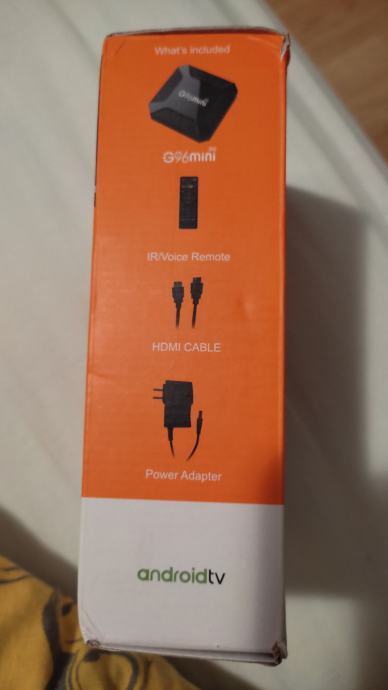 What's included
G96mini
G96mini
IR/Voice Remote
HDMI CABLE
Power Adapter
androidtv